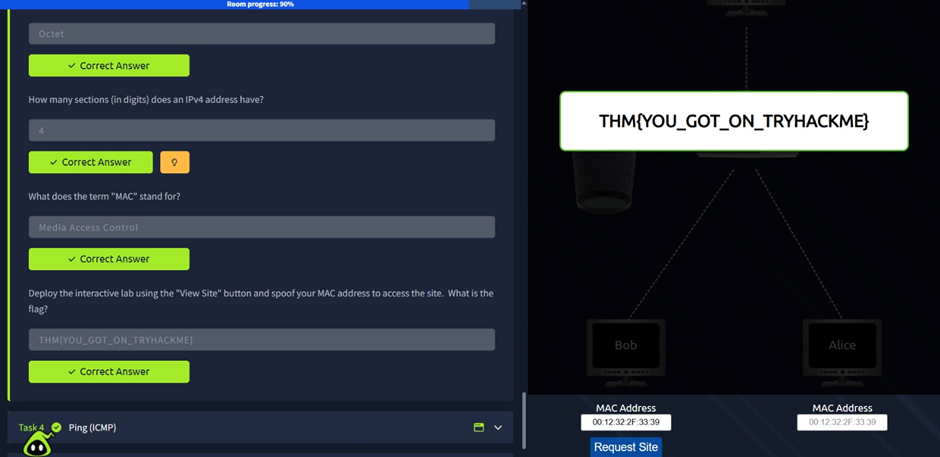 Room progress: 90%
Octet
✓ Correct Answer
How many sections (in digits) does an IPv4 address have?
4
✓ Correct Answer
What does the term "MAC" stand for?
Media Access Control
✓ Correct Answer
Deploy the interactive lab using the "View Site" button and spoof your MAC address to access the site. What is the
flag?
THM{YOU_GOT_ON_TRYHACKME}
✓ Correct Answer
Task 4 Ping (ICMP)
THM{YOU_GOT_ON_TRYHACKME}
Bob Alice
MAC Address MAC Address
00:12:32:2F:33:39 00:12:32:2F:33:39
Request Site